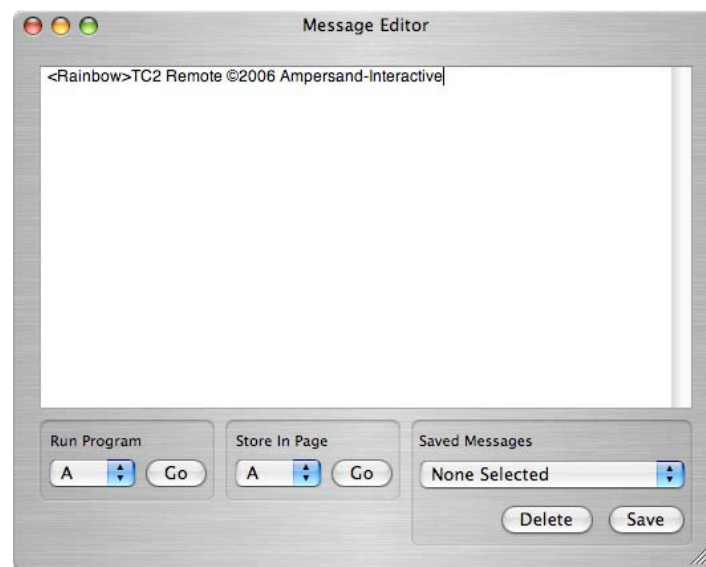 Message Editor
<Rainbow>TC2 Remote ©2006 Ampersand-Interactive
Run Program
Store In Page
Saved Messages
A
Go
A
Go
None Selected
Delete
Save